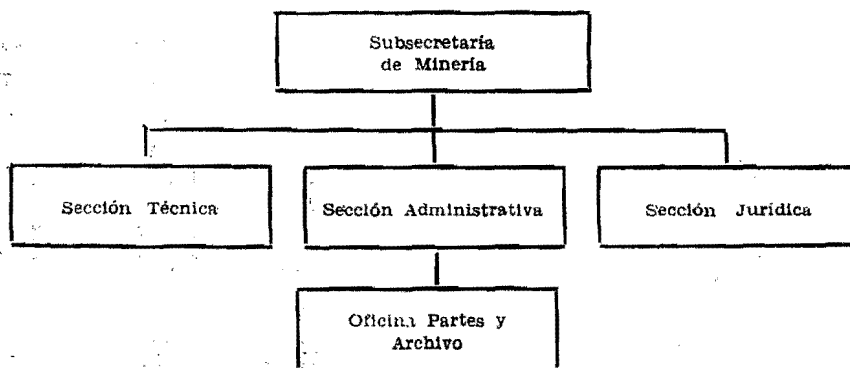 Subsecretaría
de Minería
Sección Técnica
Sección Administrativa
Sección Jurídica
Oficina Partes y
Archivo